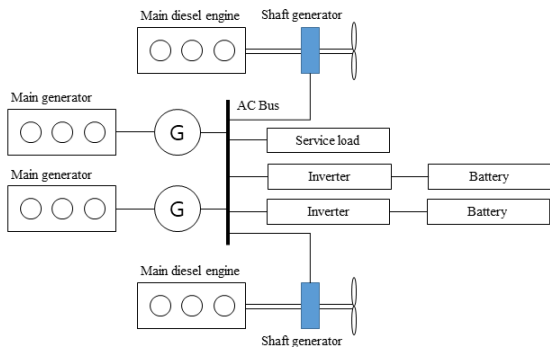 Main diesel engine
Shaft generator
Main generator
AC Bus
G
Service load
Inverter
Battery
Main generator
G
Inverter
Battery
Main diesel engine
Shaft generator